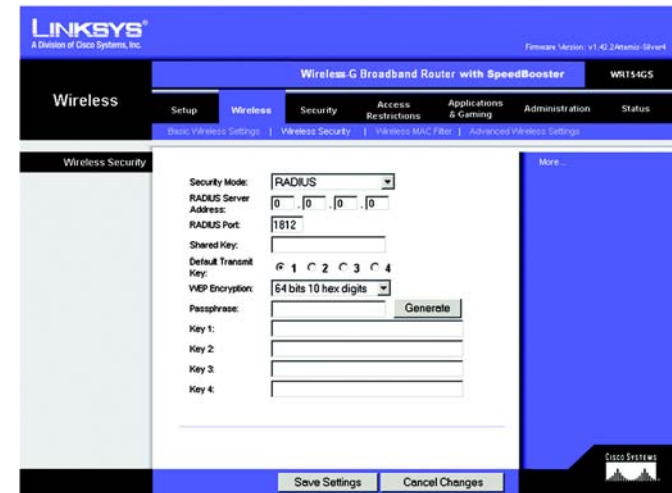 LINKSYS®
A Division of Cisco Systems, Inc.
Firmware Version: v1.42.2Artemis-Silver4
Wireless-G Broadband Router with SpeedBooster WRT54GS
Wireless
Setup Wireless Security Access Restrictions Applications & Gaming Administration Status
Basic Wireless Settings | Wireless Security | Wireless MAC Filter | Advanced Wireless Settings
Wireless Security
More...
Security Mode: RADIUS
RADIUS Server Address: 0 . 0 . 0 . 0
RADIUS Port: 1812
Shared Key:
Default Transmit Key: 1 2 3 4
WEP Encryption: 64 bits 10 hex digits
Passphrase: Generate
Key 1:
Key 2:
Key 3:
Key 4:
CISCO SYSTEMS
Save Settings Cancel Changes